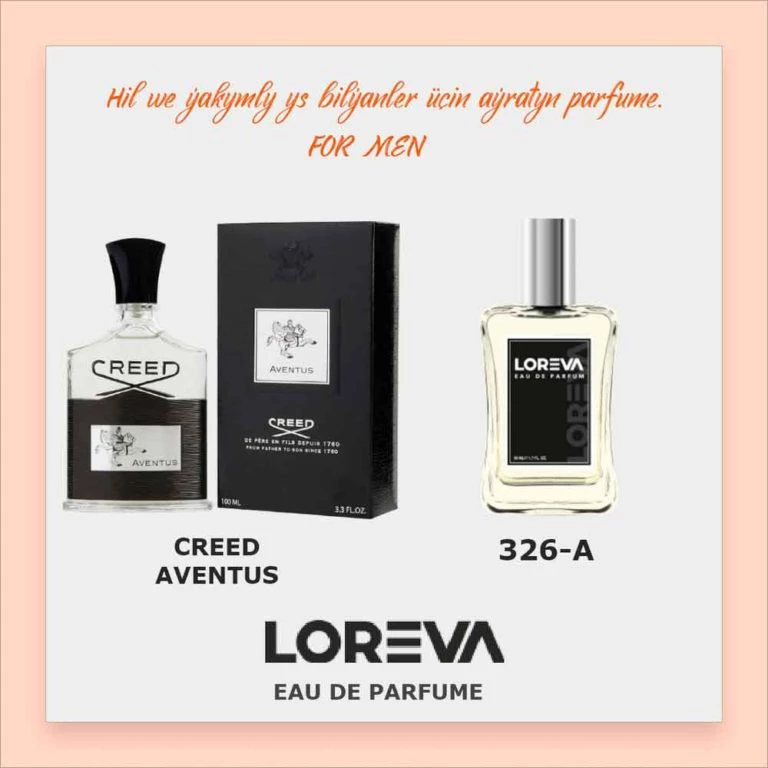 Hil we ýakymly ys bilýanler üçin aýratyn parfume.
FOR MEN
CREED
AVENTUS
AVENTUS
CREED
DE PÈRE EN FILS DEPUIS 1760
FROM FATHER TO SON SINCE 1760
100 ML
3.3 FL.OZ.
LOREVA
EAU DE PARFUM
LOREVA
CREED
AVENTUS
326-A
LOREVA
EAU DE PARFUME